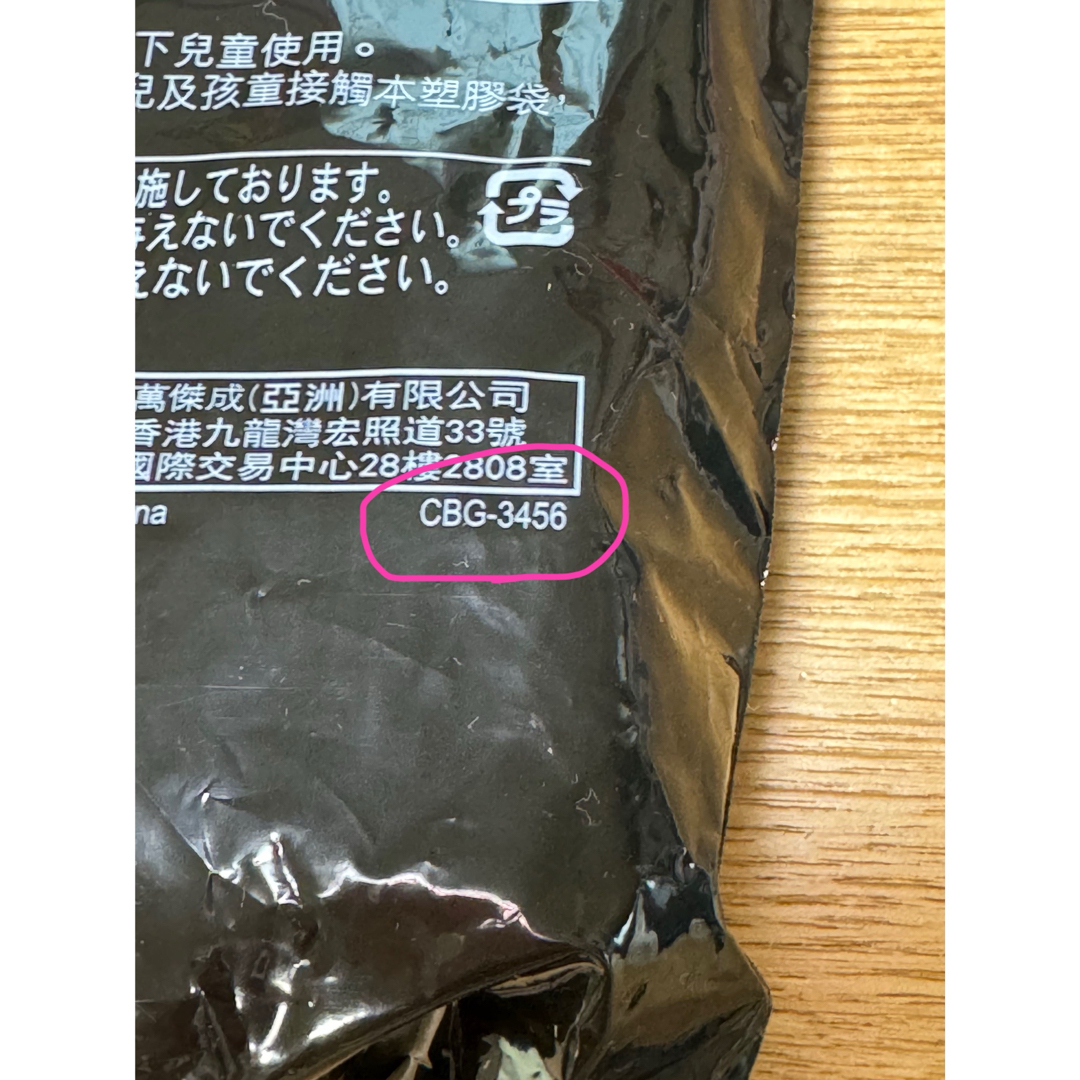 下兒童使用。
兒及孩童接觸本塑膠袋，
施しております。
与えないでください。
えないでください。
プラ
萬傑成(亞洲)有限公司
香港九龍灣宏照道33號
國際交易中心28樓2808室
na
CBG-3456